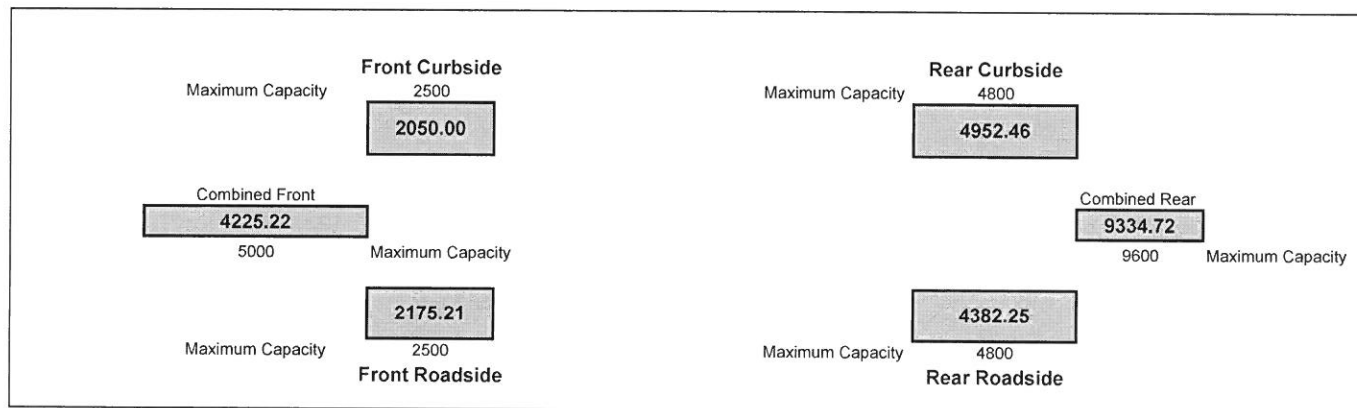 Front Curbside
Maximum Capacity 2500
2050.00
Combined Front
4225.22
5000 Maximum Capacity
2175.21
Maximum Capacity 2500
Front Roadside
Rear Curbside
Maximum Capacity 4800
4952.46
Combined Rear
9334.72
9600 Maximum Capacity
4382.25
Maximum Capacity 4800
Rear Roadside